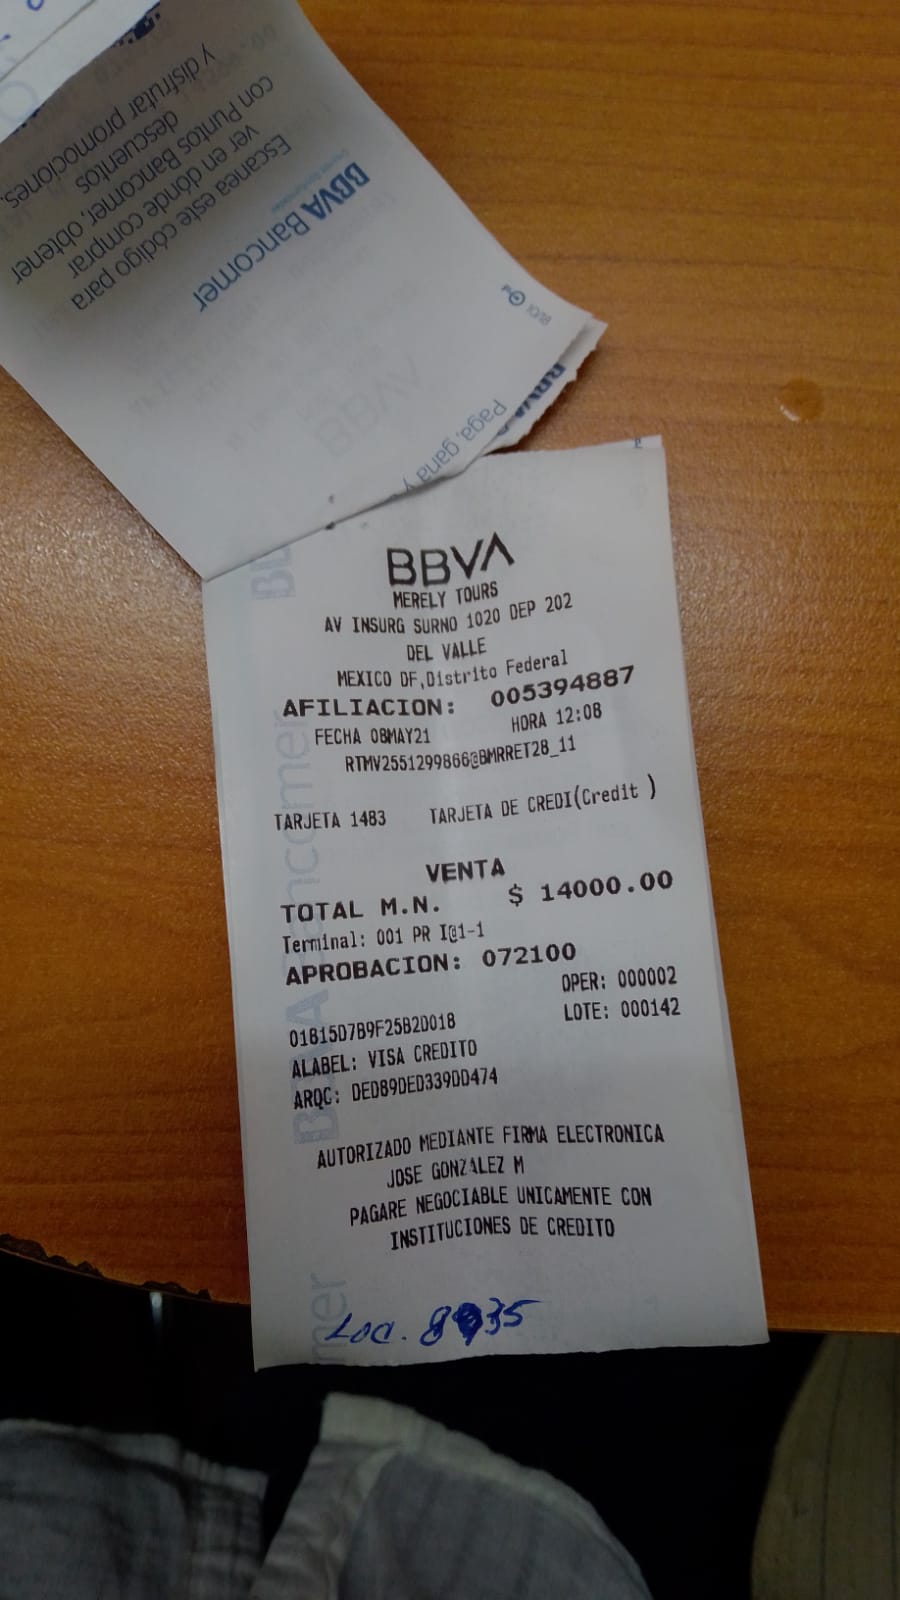 BBVA Bancomer
Escanea este código para
ver en dónde comprar
con Puntos Bancomer, obtener
descuentos
y disfrutar promociones.
Paga, gana y
BBVA
MERELY TOURS
AV INSURG SURNO 1020 DEP 202
DEL VALLE
MEXICO DF,Distrito Federal
AFILIACION: 005394887
FECHA 08MAY21 HORA 12:08
RTMV2551299866@BMRRET28_11
TARJETA 1483 TARJETA DE CREDI(Credit )
VENTA
TOTAL M.N. $ 14000.00
Terminal: 001 PR I@1-1
APROBACION: 072100
OPER: 000002
01B15D7B9F25B2D018 LOTE: 000142
ALABEL: VISA CREDITO
ARQC: DED89DED339DD474
AUTORIZADO MEDIANTE FIRMA ELECTRONICA
JOSE GONZALEZ M
PAGARE NEGOCIABLE UNICAMENTE CON
INSTITUCIONES DE CREDITO
Loc.